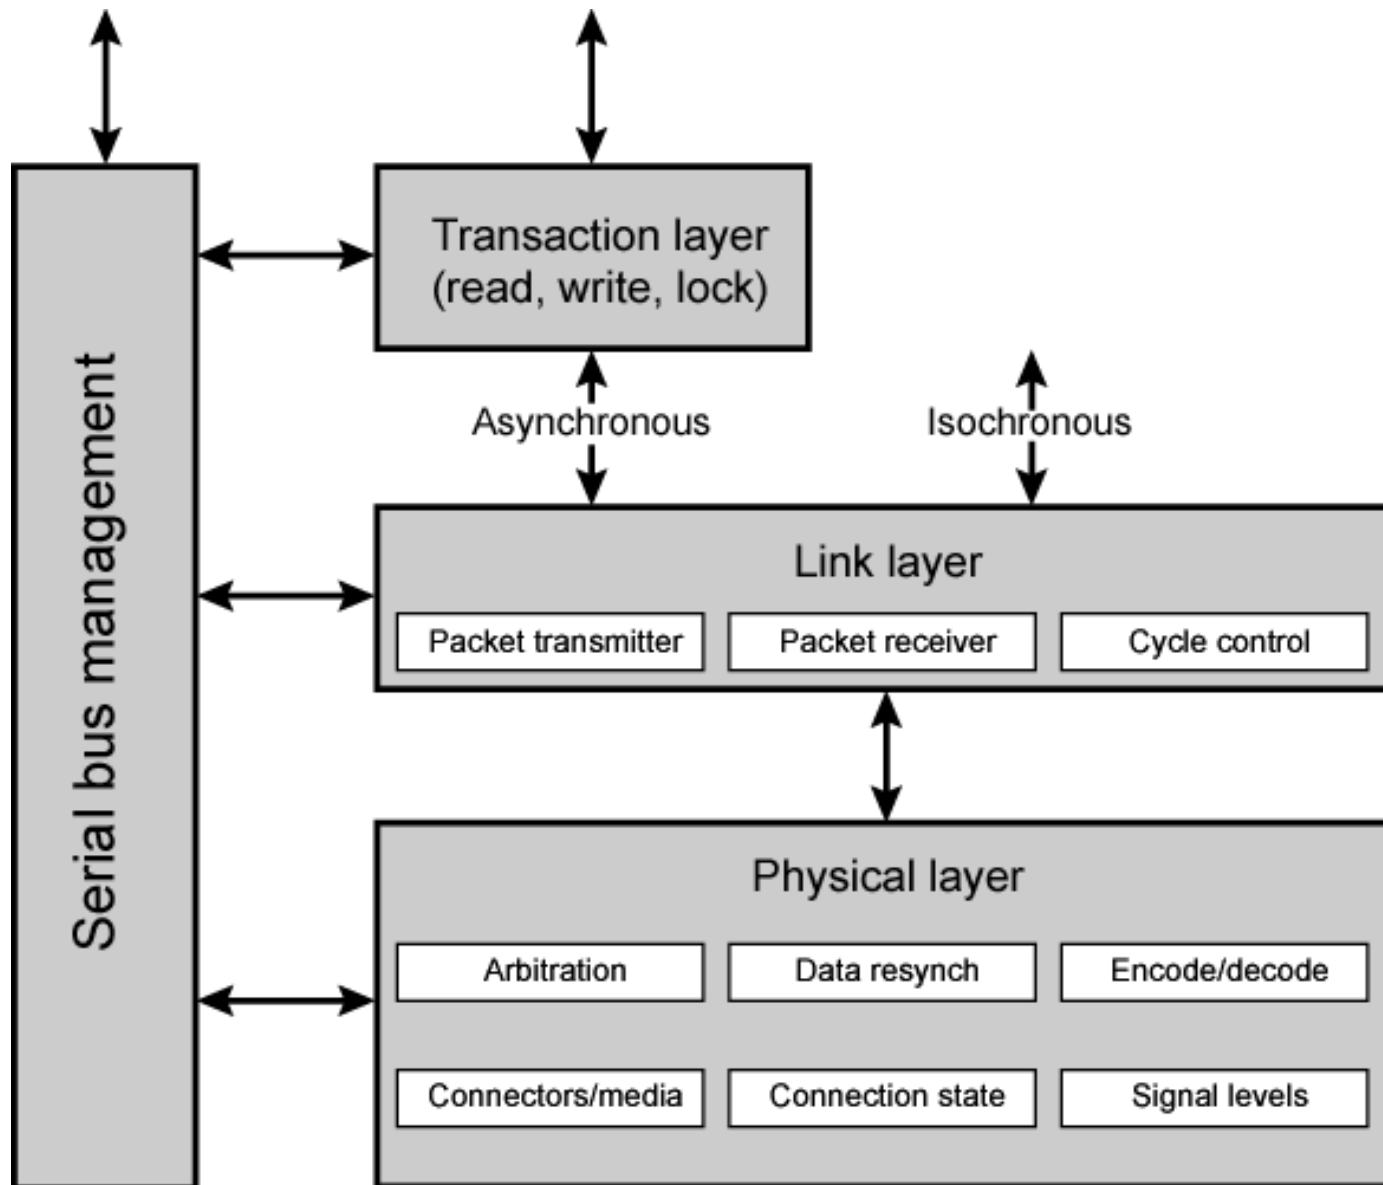 Serial bus management
Transaction layer
(read, write, lock)
Asynchronous
Isochronous
Link layer
Packet transmitter
Packet receiver
Cycle control
Physical layer
Arbitration
Data resynch
Encode/decode
Connectors/media
Connection state
Signal levels